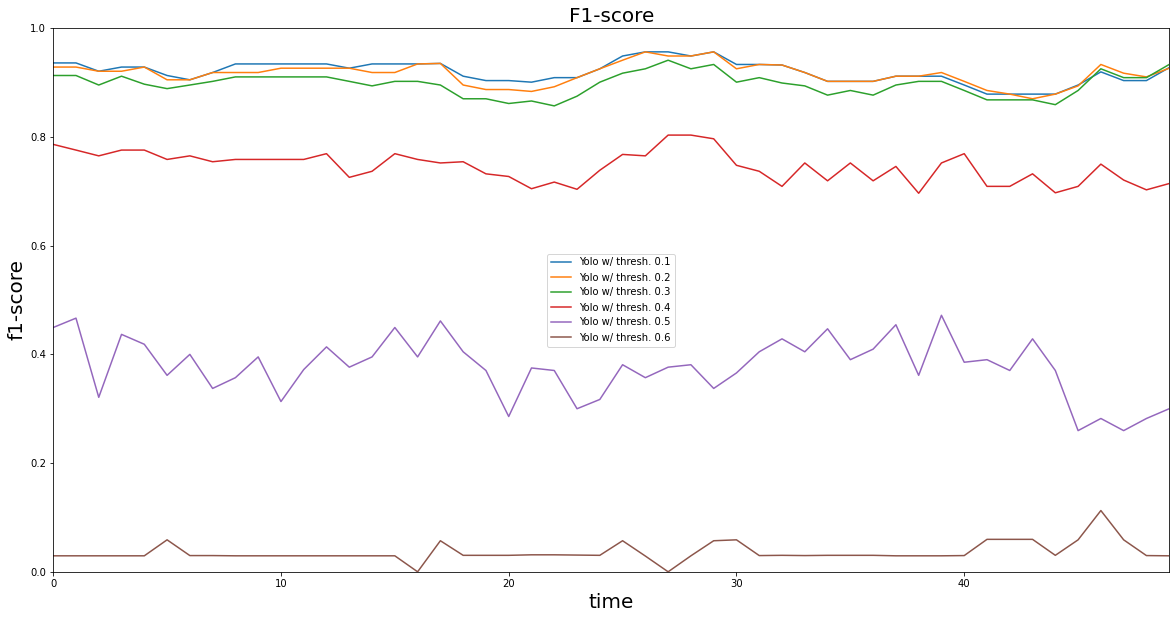 F1-score
1.0
0.8
0.6
0.4
0.2
0.0
f1-score
Yolo w/ thresh. 0.1
Yolo w/ thresh. 0.2
Yolo w/ thresh. 0.3
Yolo w/ thresh. 0.4
Yolo w/ thresh. 0.5
Yolo w/ thresh. 0.6
0 10 20 30 40
time